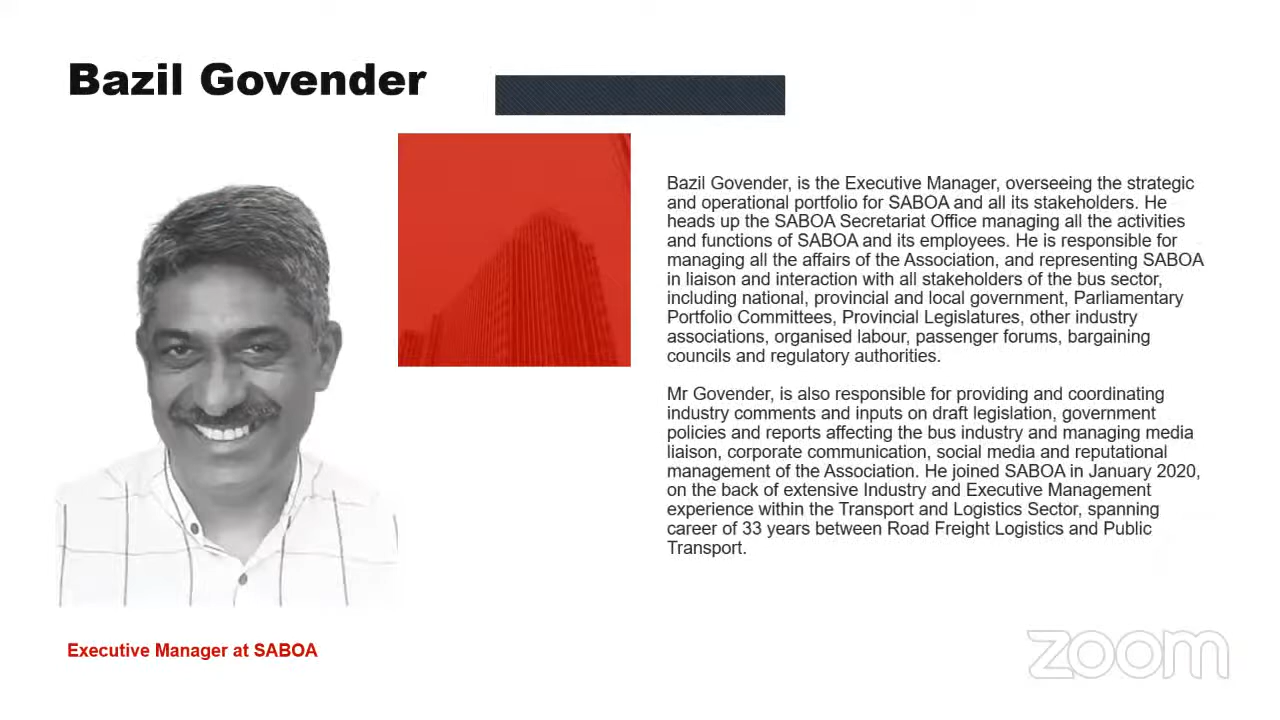 Bazil Govender
Bazil Govender, is the Executive Manager, overseeing the strategic
and operational portfolio for SABOA and all its stakeholders. He
heads up the SABOA Secretariat Office managing all the activities
and functions of SABOA and its employees. He is responsible for
managing all the affairs of the Association, and representing SABOA
in liaison and interaction with all stakeholders of the bus sector,
including national, provincial and local government, Parliamentary
Portfolio Committees, Provincial Legislatures, other industry
associations, organised labour, passenger forums, bargaining
councils and regulatory authorities.
Mr Govender, is also responsible for providing and coordinating
industry comments and inputs on draft legislation, government
policies and reports affecting the bus industry and managing media
liaison, corporate communication, social media and reputational
management of the Association. He joined SABOA in January 2020,
on the back of extensive Industry and Executive Management
experience within the Transport and Logistics Sector, spanning
career of 33 years between Road Freight Logistics and Public
Transport.
Executive Manager at SABOA
zoom